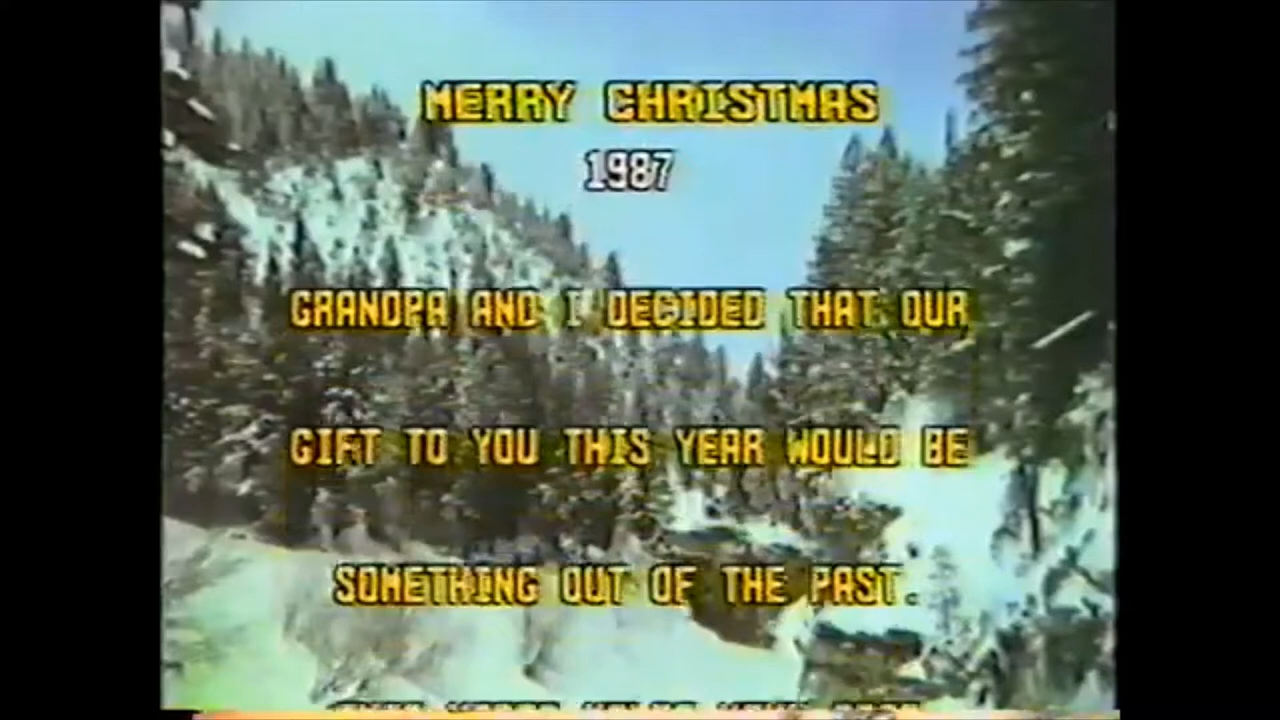 MERRY CHRISTMAS
1987
GRANDPA AND I DECIDED THAT OUR
GIFT TO YOU THIS YEAR WOULD BE
SOMETHING OUT OF THE PAST.